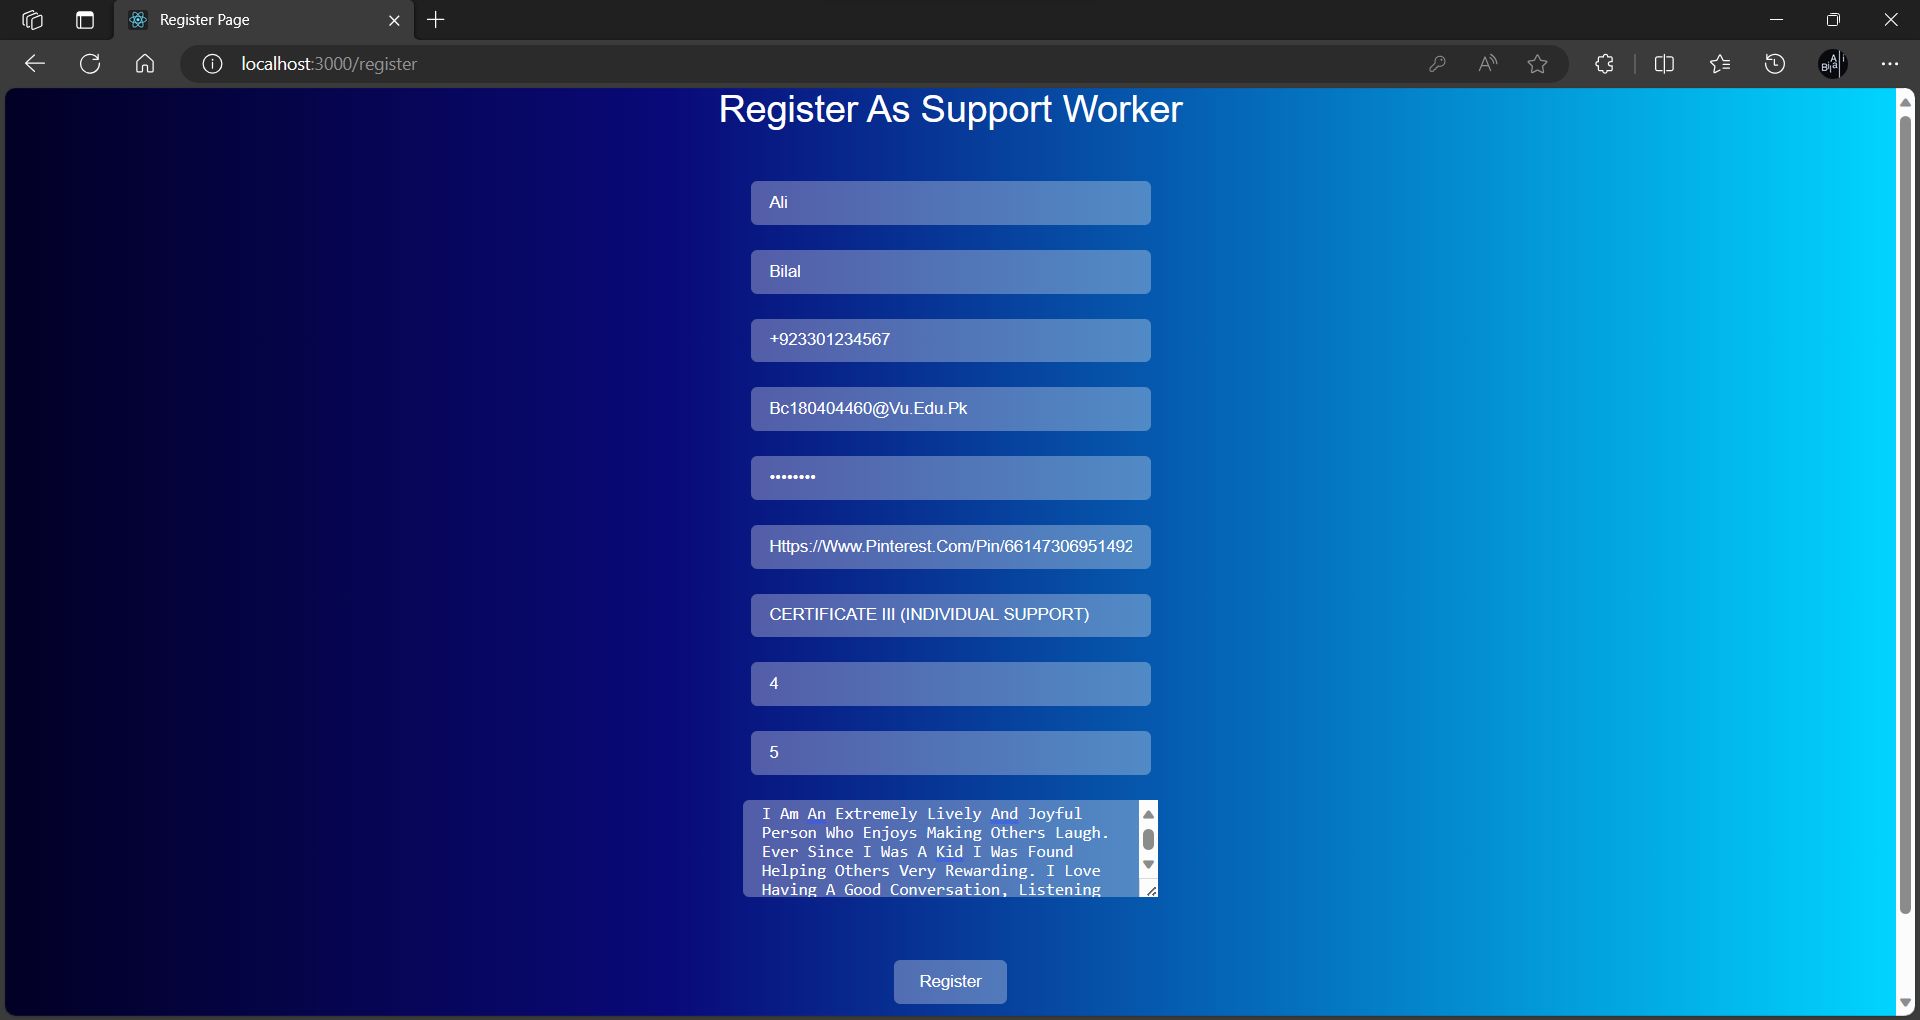 Register Page
localhost:3000/register
Register As Support Worker
Ali
Bilal
+923301234567
Bc180404460@Vu.Edu.Pk
••••••••
Https://Www.Pinterest.Com/Pin/66147306951492
CERTIFICATE III (INDIVIDUAL SUPPORT)
4
5
I Am An Extremely Lively And Joyful
Person Who Enjoys Making Others Laugh.
Ever Since I Was A Kid I Was Found
Helping Others Very Rewarding. I Love
Having A Good Conversation, Listening
Register